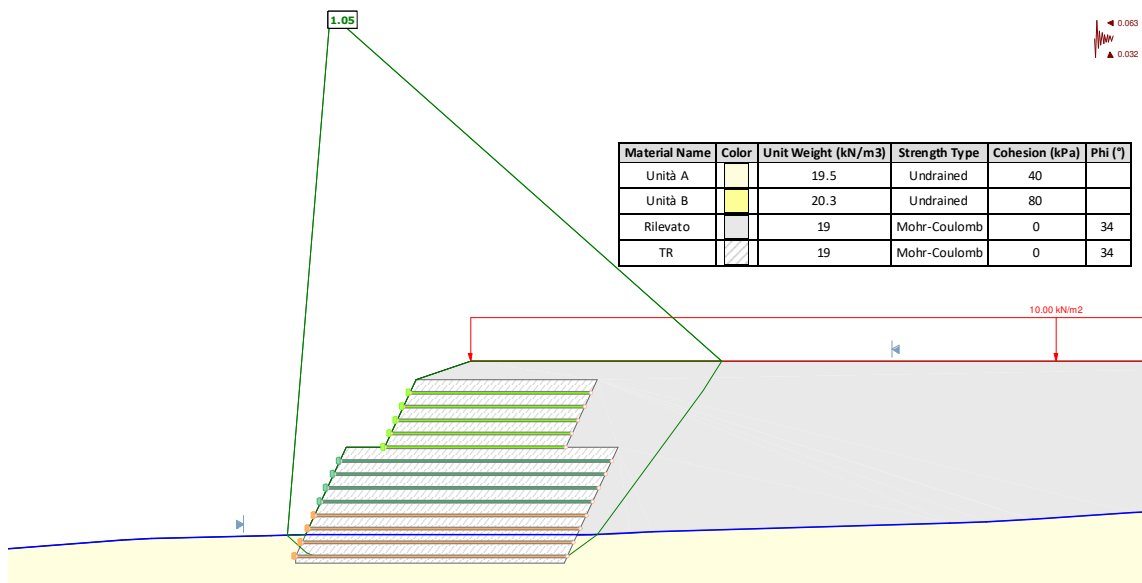 1.05
0.063
0.032
Material Name Color Unit Weight (kN/m3) Strength Type Cohesion (kPa) Phi (°)
Unità A 19.5 Undrained 40
Unità B 20.3 Undrained 80
Rilevato 19 Mohr-Coulomb 0 34
TR 19 Mohr-Coulomb 0 34
10.00 kN/m2